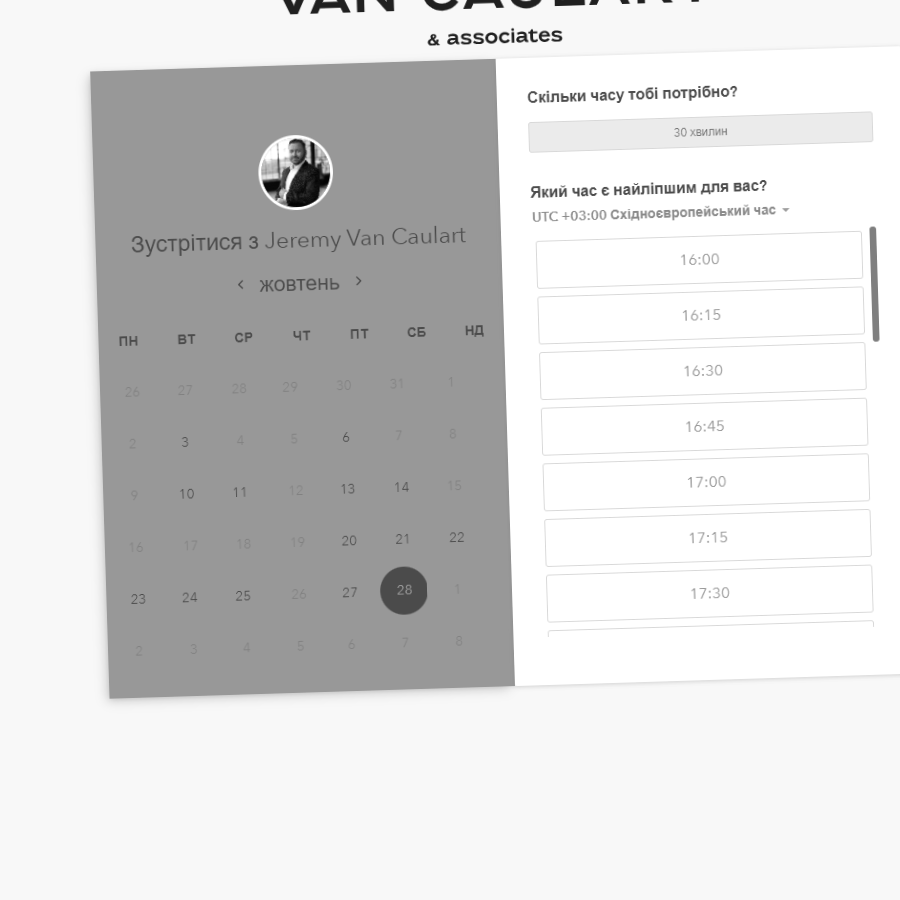 VAN CAULART
& associates
Зустрітися з Jeremy Van Caulart
жовтень
ПН ВТ СР ЧТ ПТ СБ НД
26 27 28 29 30 31 1
2 3 4 5 6 7 8
9 10 11 12 13 14 15
16 17 18 19 20 21 22
23 24 25 26 27 28 1
2 3 4 5 6 7 8
Скільки часу тобі потрібно?
30 хвилин
Який час є найліпшим для вас?
UTC +03:00 Східноєвропейський час
16:00
16:15
16:30
16:45
17:00
17:15
17:30